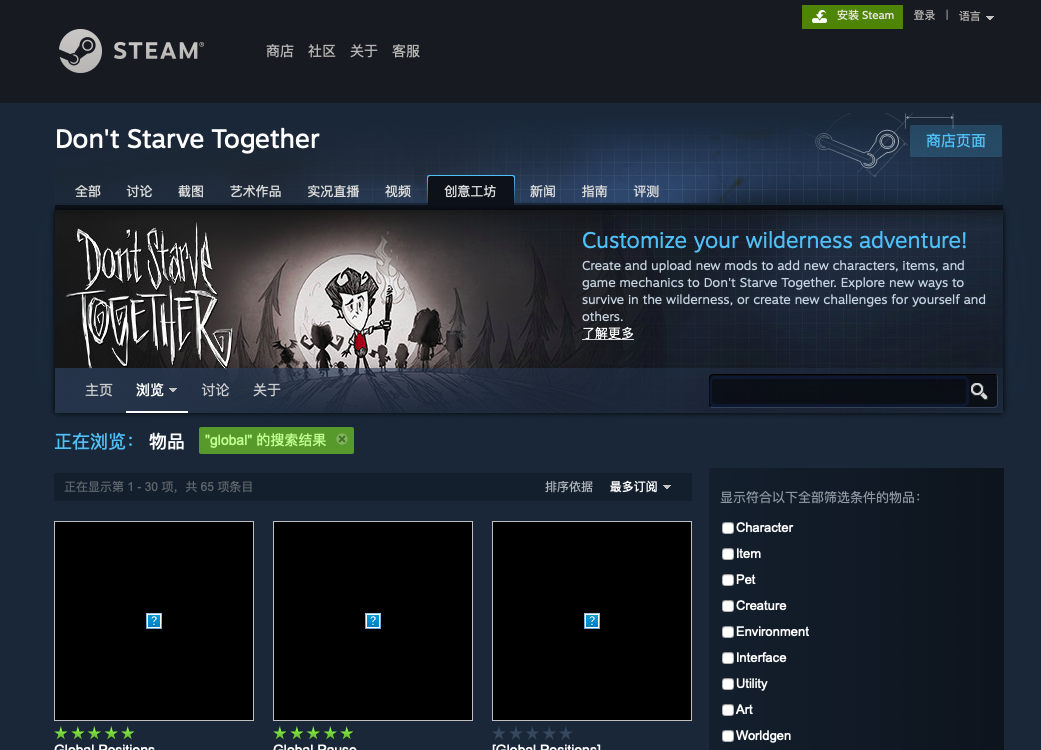 安装 Steam 登录 | 语言
STEAM®
商店 社区 关于 客服
Don't Starve Together
商店页面
全部 讨论 截图 艺术作品 实况直播 视频 创意工坊 新闻 指南 评测
Don't Starve
TOGETHER
Customize your wilderness adventure!
Create and upload new mods to add new characters, items, and
game mechanics to Don't Starve Together. Explore new ways to
survive in the wilderness, or create new challenges for yourself and
others.
了解更多
主页 浏览 讨论 关于
正在浏览: 物品 "global" 的搜索结果
正在显示第 1 - 30 项，共 65 项条目
排序依据 最多订阅
显示符合以下全部筛选条件的物品:
Character
Item
Pet
Creature
Environment
Interface
Utility
Art
Worldgen
Global Positions
Global Pause
[Global Positions]